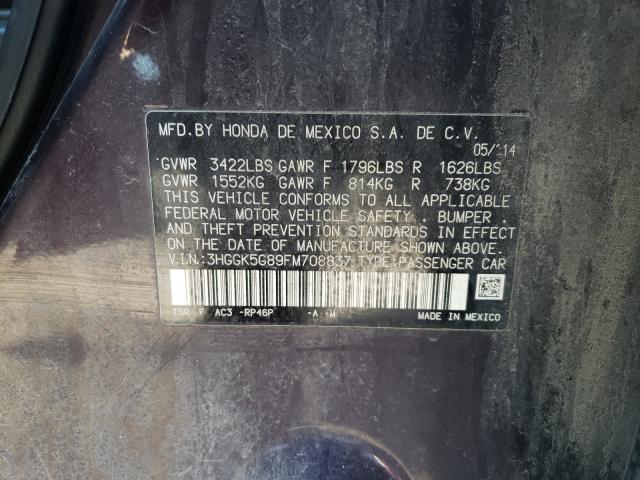 MFD.BY HONDA DE MEXICO S.A. DE C.V.
05/14
GVWR 3422LBS GAWR F 1796LBS R 1626LBS
GVWR 1552KG GAWR F 814KG R 738KG
THIS VEHICLE CONFORMS TO ALL APPLICABLE
FEDERAL MOTOR VEHICLE SAFETY , BUMPER ,
AND THEFT PREVENTION STANDARDS IN EFFECT
ON THE DATE OF MANUFACTURE SHOWN ABOVE.
V.I.N.:3HGGK5G89FM708837 TYPE:PASSENGER CAR
T5R F AC3 -RP46P -A -M
MADE IN MEXICO